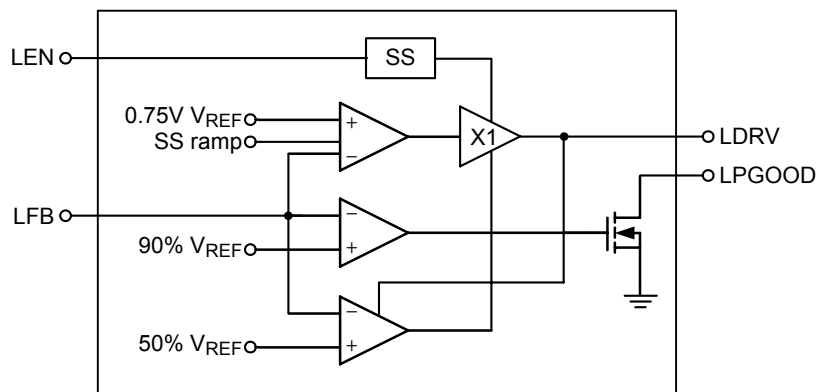 LEN
SS
0.75V VREF
SS ramp
+
−
X1
LDRV
LPGOOD
LFB
−
+
90% VREF
−
+
50% VREF